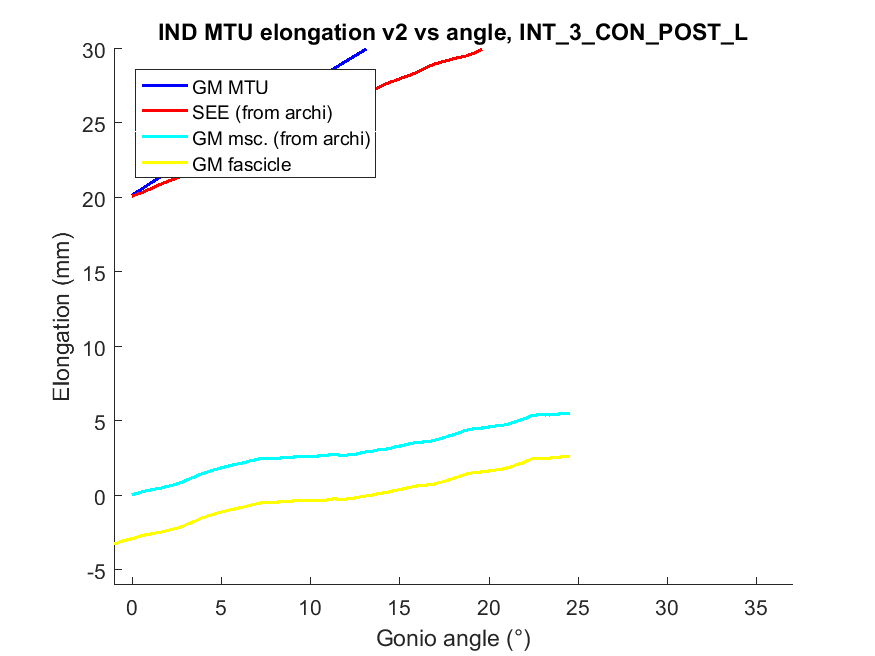 IND MTU elongation v2 vs angle, INT_3_CON_POST_L
30
25
20
15
10
5
0
-5
Elongation (mm)
GM MTU
SEE (from archi)
GM msc. (from archi)
GM fascicle
0 5 10 15 20 25 30 35
Gonio angle (°)